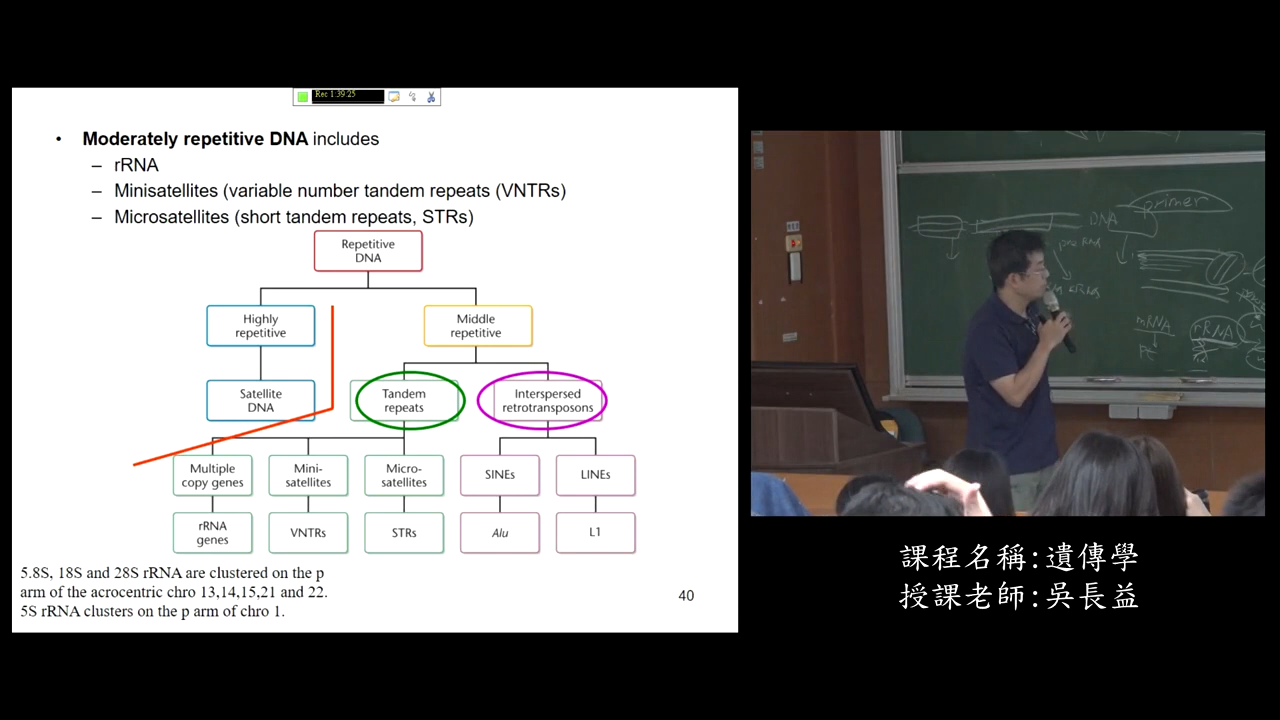 Rec 1:39:25
• Moderately repetitive DNA includes
– rRNA
– Minisatellites (variable number tandem repeats (VNTRs)
– Microsatellites (short tandem repeats, STRs)
Repetitive
DNA
Highly
repetitive
Middle
repetitive
Satellite
DNA
Tandem
repeats
Interspersed
retrotransposons
Multiple
copy genes
Mini-
satellites
Micro-
satellites
SINEs
LINEs
rRNA
genes
VNTRs
STRs
Alu
L1
5.8S, 18S and 28S rRNA are clustered on the p
arm of the acrocentric chro 13,14,15,21 and 22.
5S rRNA clusters on the p arm of chro 1.
40
DNA
primer
mRNA
rRNA
課程名稱:遺傳學
授課老師:吳長益